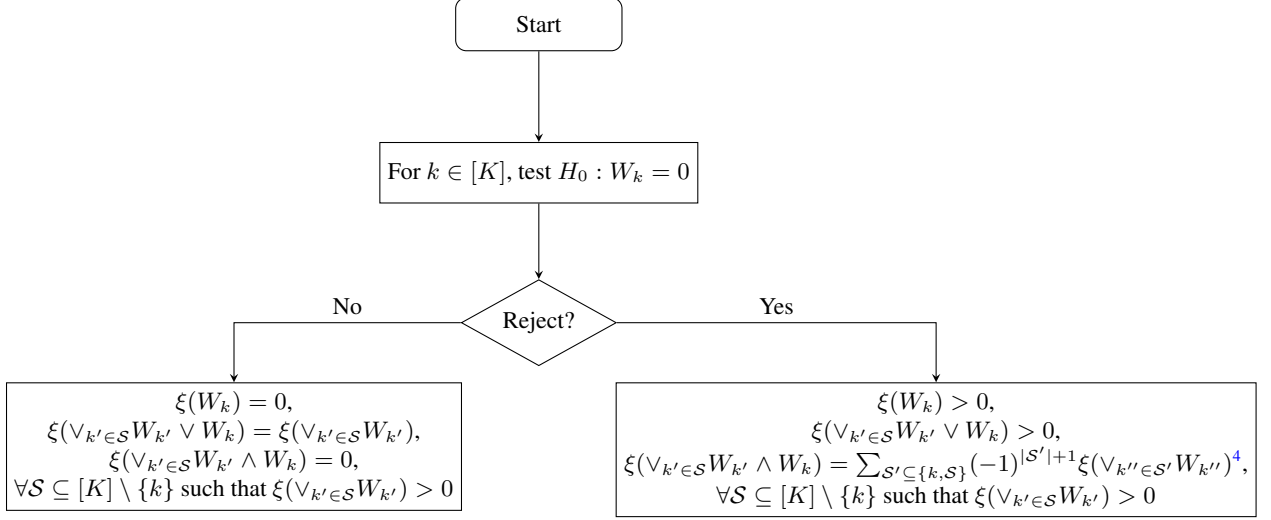 Start
For $k \in [K]$, test $H_0 : W_k = 0$
Reject?
No
Yes
$\xi(W_k) = 0,$
$\xi(\vee_{k' \in \mathcal{S}} W_{k'} \vee W_k) = \xi(\vee_{k' \in \mathcal{S}} W_{k'}),$
$\xi(\vee_{k' \in \mathcal{S}} W_{k'} \wedge W_k) = 0,$
$\forall \mathcal{S} \subseteq [K] \setminus \{k\}$ such that $\xi(\vee_{k' \in \mathcal{S}} W_{k'}) > 0$
$\xi(W_k) > 0,$
$\xi(\vee_{k' \in \mathcal{S}} W_{k'} \vee W_k) > 0,$
$\xi(\vee_{k' \in \mathcal{S}} W_{k'} \wedge W_k) = \sum_{\mathcal{S}' \subseteq \{k, \mathcal{S}\}} (-1)^{|\mathcal{S}'|+1} \xi(\vee_{k'' \in \mathcal{S}'} W_{k''})^4,$
$\forall \mathcal{S} \subseteq [K] \setminus \{k\}$ such that $\xi(\vee_{k' \in \mathcal{S}} W_{k'}) > 0$